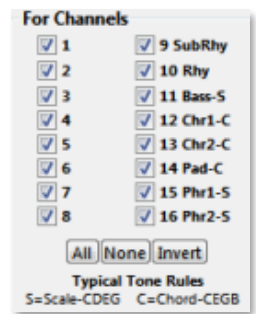 For Channels
1 9 SubRhy
2 10 Rhy
3 11 Bass-S
4 12 Chr1-C
5 13 Chr2-C
6 14 Pad-C
7 15 Phr1-S
8 16 Phr2-S
All None Invert
Typical Tone Rules
S=Scale-CDEG C=Chord-CEGB